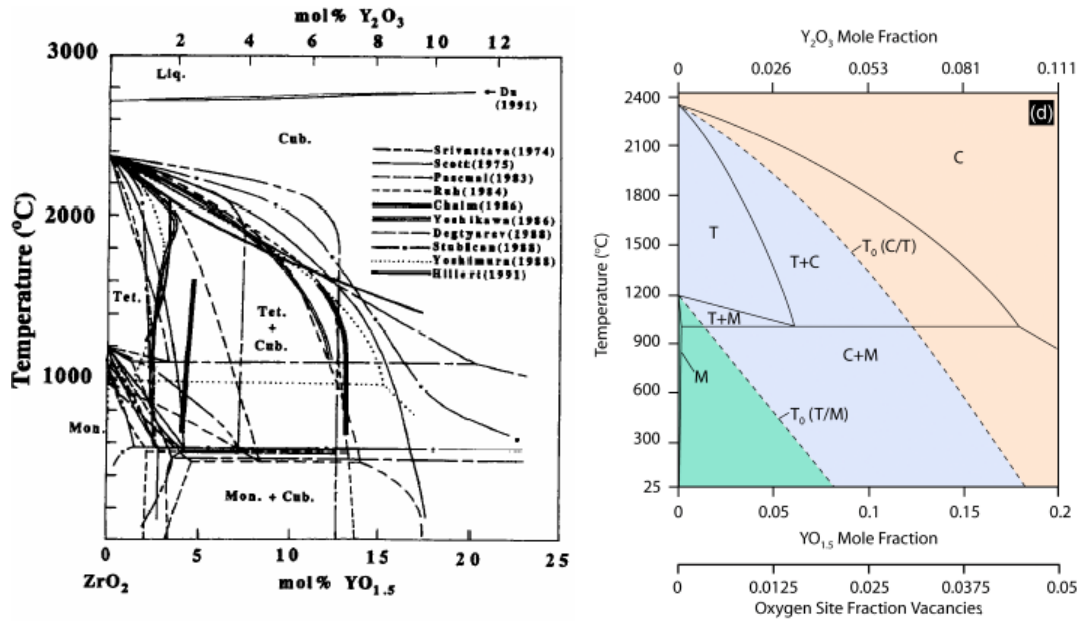 mol% Y2O3
2 4 6 8 10 12
3000
Liq.
← Du
(1991)
Cub.
Srivastava(1974)
Scott(1975)
Pascual(1983)
Ruh(1984)
Chaim(1986)
Yoshikawa(1986)
Degtyarev(1988)
Stubican(1988)
Yoshimura(1988)
Hillert(1991)
2000
Temperature (°C)
Tet.
Tet.
+
Cub.
1000
Mon.
Mon. + Cub.
0 5 10 15 20 25
ZrO2
mol% YO1.5
Y2O3 Mole Fraction
0 0.026 0.053 0.081 0.111
(d)
2400
2100
1800
1500
1200
900
600
300
25
Temperature (°C)
C
T
T+C
T0 (C/T)
T+M
C+M
M
T0 (T/M)
0 0.05 0.1 0.15 0.2
YO1.5 Mole Fraction
0 0.0125 0.025 0.0375 0.05
Oxygen Site Fraction Vacancies